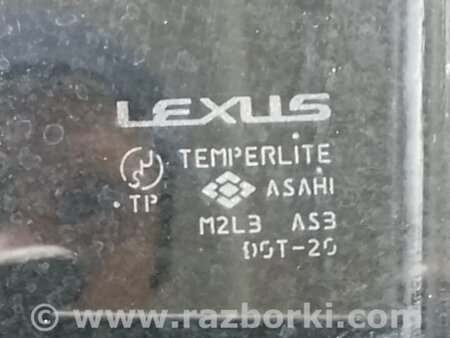 LEXUS
TEMPERLITE
ASAHI
TP
M2L3 AS3
DOT-20
© www.razborki.com